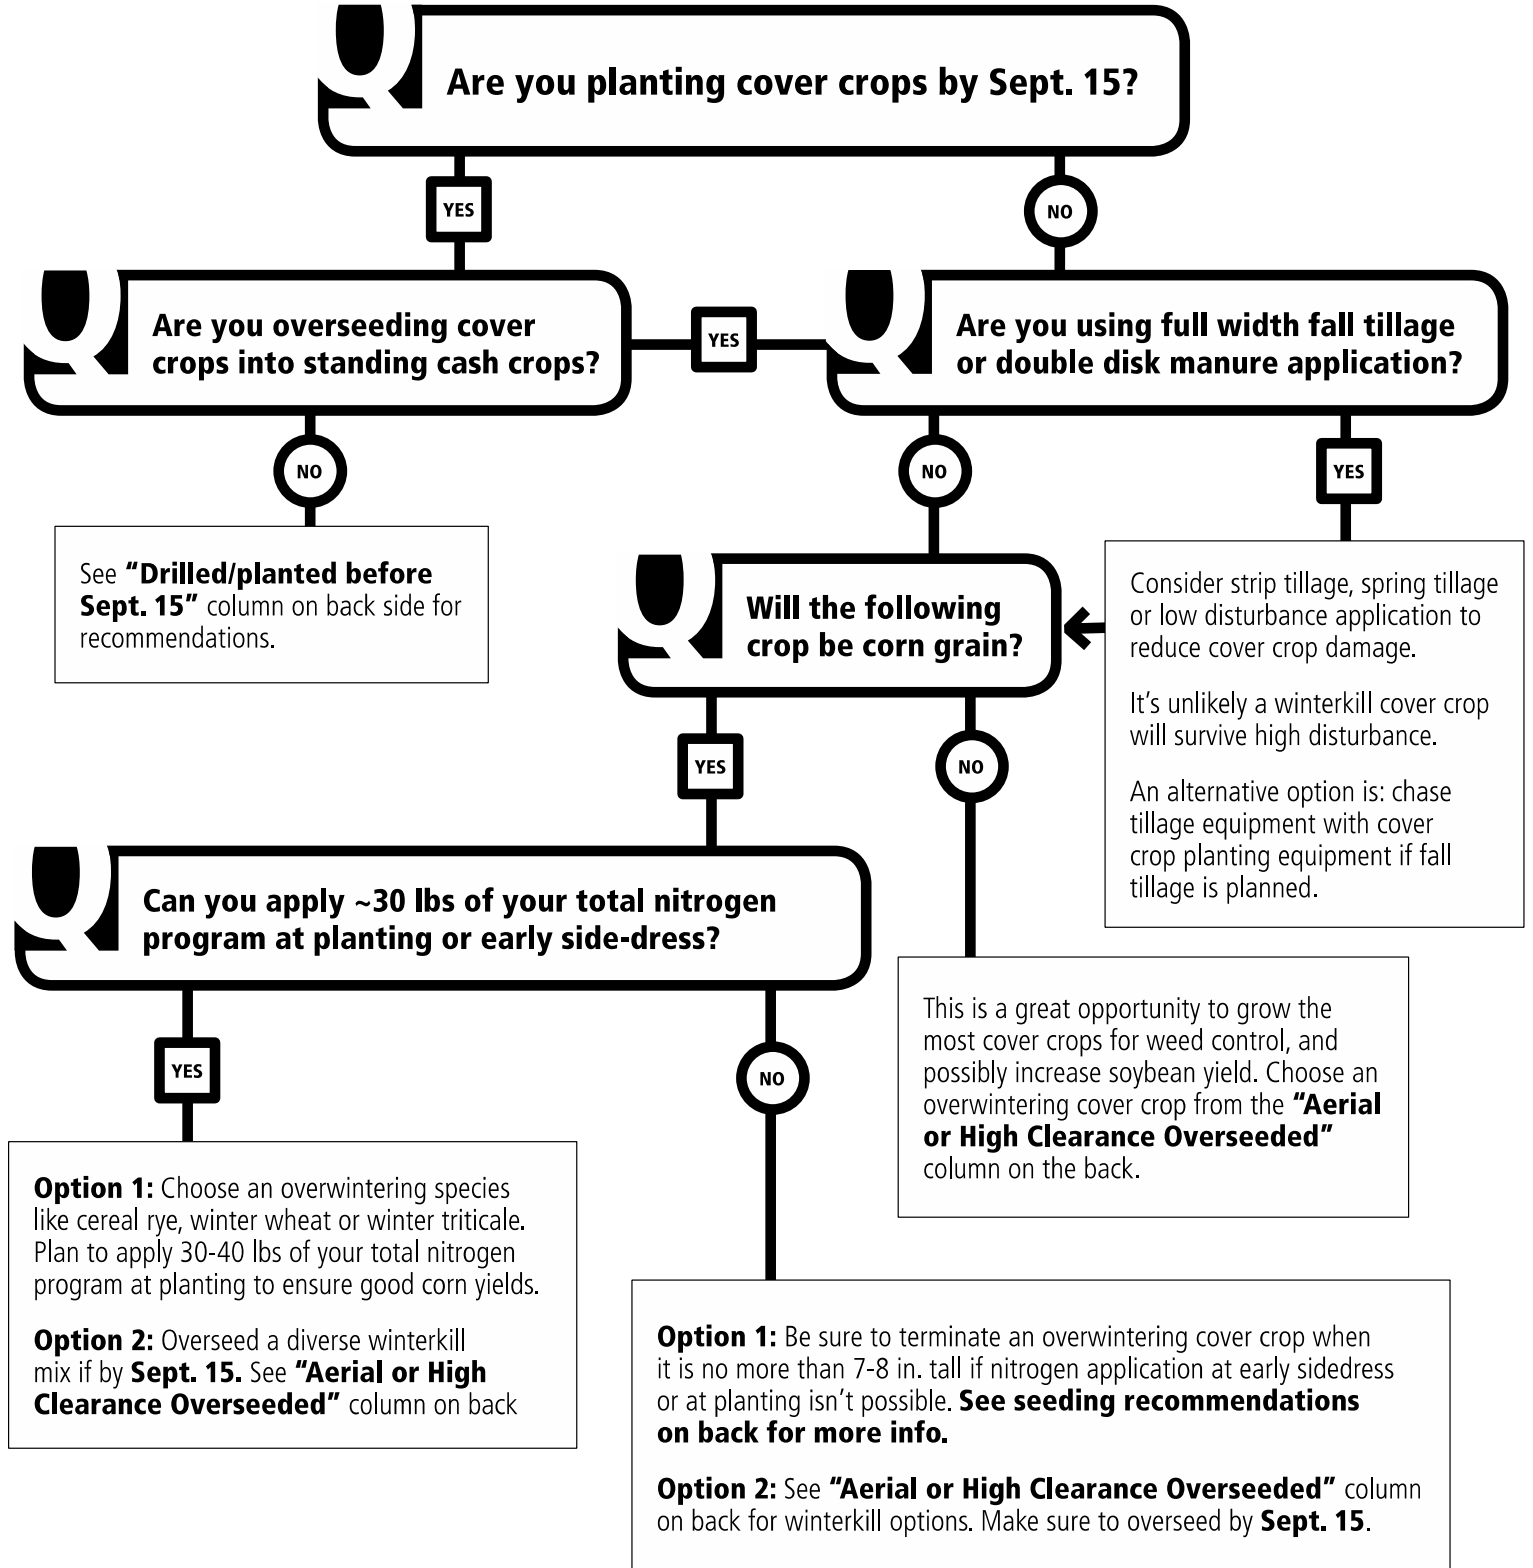 Q
Are you planting cover crops by Sept. 15?
YES
NO
Q
Are you overseeding cover
crops into standing cash crops?
YES
Q
Are you using full width fall tillage
or double disk manure application?
NO
NO
YES
See "Drilled/planted before
Sept. 15" column on back side for
recommendations.
Q
Will the following
crop be corn grain?
Consider strip tillage, spring tillage
or low disturbance application to
reduce cover crop damage.
It's unlikely a winterkill cover crop
will survive high disturbance.
An alternative option is: chase
tillage equipment with cover
crop planting equipment if fall
tillage is planned.
YES
NO
Q
Can you apply ~30 lbs of your total nitrogen
program at planting or early side-dress?
This is a great opportunity to grow the
most cover crops for weed control, and
possibly increase soybean yield. Choose an
overwintering cover crop from the "Aerial
or High Clearance Overseeded"
column on the back.
YES
NO
Option 1: Choose an overwintering species
like cereal rye, winter wheat or winter triticale.
Plan to apply 30-40 lbs of your total nitrogen
program at planting to ensure good corn yields.
Option 2: Overseed a diverse winterkill
mix if by Sept. 15. See "Aerial or High
Clearance Overseeded" column on back
Option 1: Be sure to terminate an overwintering cover crop when
it is no more than 7-8 in. tall if nitrogen application at early sidedress
or at planting isn't possible. See seeding recommendations
on back for more info.
Option 2: See "Aerial or High Clearance Overseeded" column
on back for winterkill options. Make sure to overseed by Sept. 15.